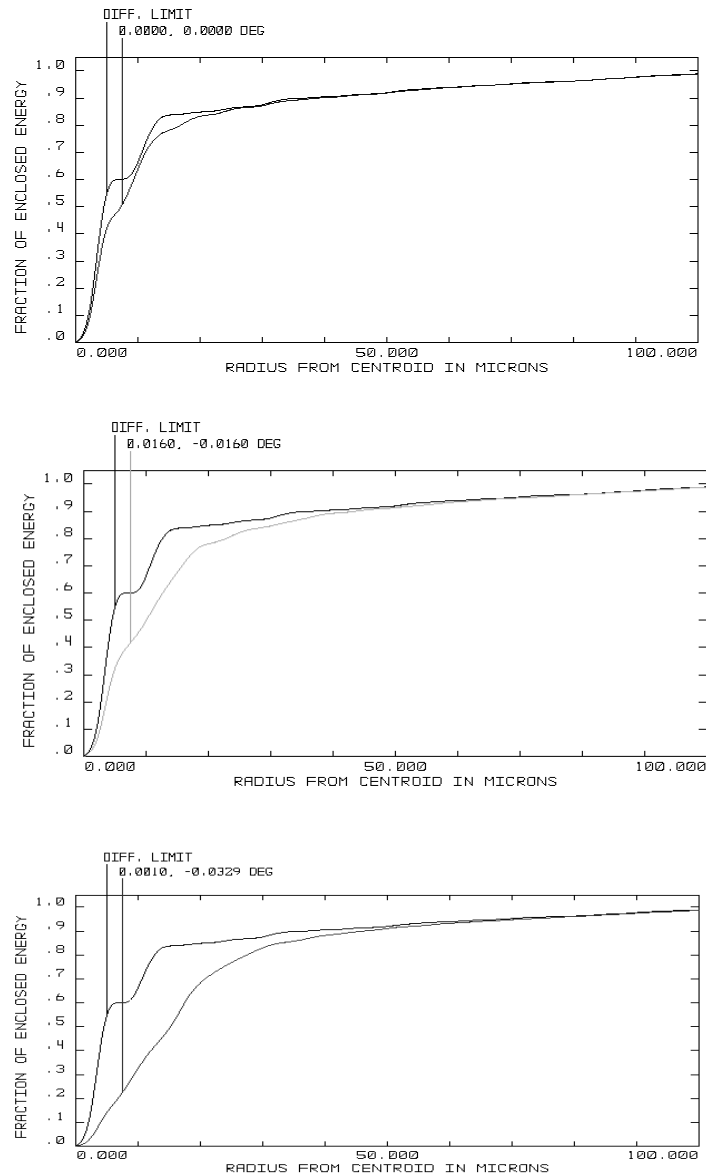 DIFF. LIMIT
0.0000, 0.0000 DEG
1.0
.9
.8
.7
.6
.5
.4
.3
.2
.1
.0
FRACTION OF ENCLOSED ENERGY
0.000 50.000 100.000
RADIUS FROM CENTROID IN MICRONS
DIFF. LIMIT
0.0160, -0.0160 DEG
1.0
.9
.8
.7
.6
.5
.4
.3
.2
.1
.0
FRACTION OF ENCLOSED ENERGY
0.000 50.000 100.000
RADIUS FROM CENTROID IN MICRONS
DIFF. LIMIT
0.0010, -0.0329 DEG
1.0
.9
.8
.7
.6
.5
.4
.3
.2
.1
.0
FRACTION OF ENCLOSED ENERGY
0.000 50.000 100.000
RADIUS FROM CENTROID IN MICRONS